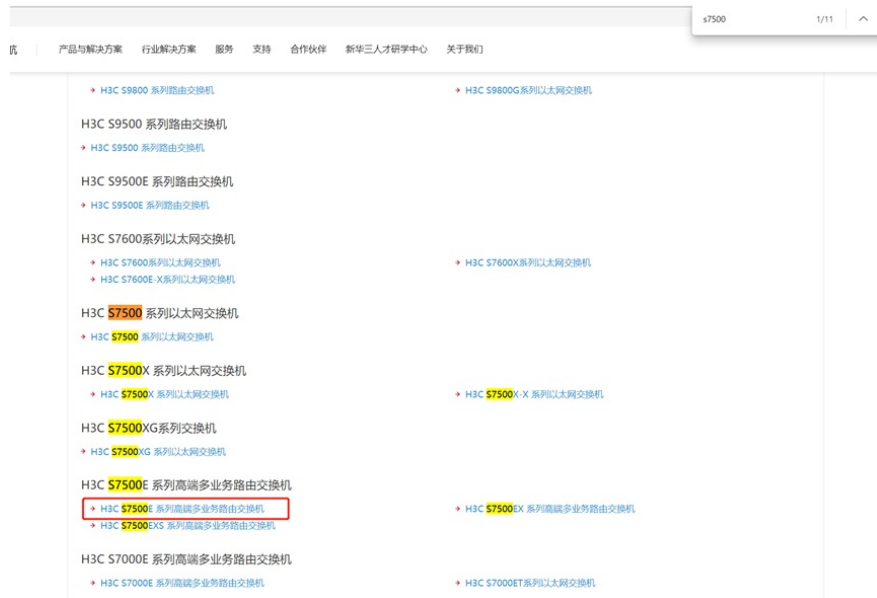 s7500 1/11
航 产品与解决方案 行业解决方案 服务 支持 合作伙伴 新华三人才研学中心 关于我们
H3C S9800 系列路由交换机 H3C S9800G系列以太网交换机
H3C S9500 系列路由交换机
H3C S9500 系列路由交换机
H3C S9500E 系列路由交换机
H3C S9500E 系列路由交换机
H3C S7600系列以太网交换机
H3C S7600系列以太网交换机 H3C S7600X系列以太网交换机
H3C S7600E-X系列以太网交换机
H3C S7500 系列以太网交换机
H3C S7500 系列以太网交换机
H3C S7500X 系列以太网交换机
H3C S7500X 系列以太网交换机 H3C S7500X-X 系列以太网交换机
H3C S7500XG系列交换机
H3C S7500XG 系列以太网交换机
H3C S7500E 系列高端多业务路由交换机
H3C S7500E 系列高端多业务路由交换机 H3C S7500EX 系列高端多业务路由交换机
H3C S7500EXS 系列高端多业务路由交换机
H3C S7000E 系列高端多业务路由交换机
H3C S7000E 系列高端多业务路由交换机 H3C S7000ET系列以太网交换机